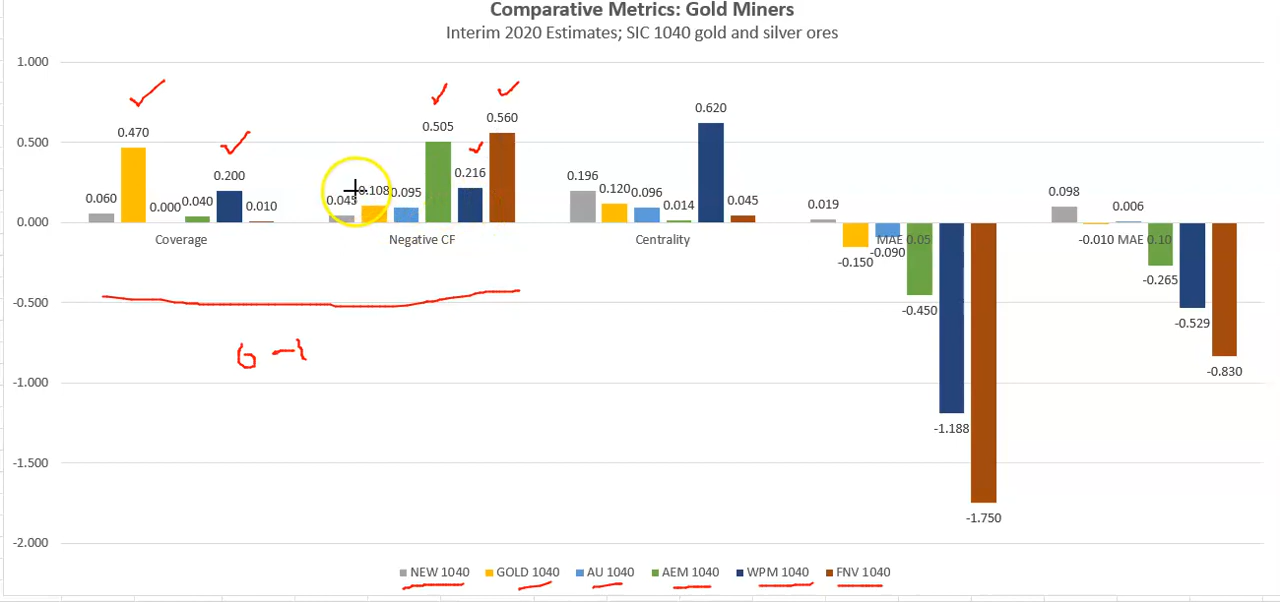 Comparative Metrics: Gold Miners
Interim 2020 Estimates; SIC 1040 gold and silver ores
1.000
0.500
0.000
-0.500
-1.000
-1.500
-2.000
0.060 0.470 0.000 0.040 0.200 0.010
Coverage
0.045 0.108 0.095 0.505 0.216 0.560
Negative CF
0.196 0.120 0.096 0.014 0.620 0.045
Centrality
0.019 -0.150 -0.090 -0.450 -1.188 -1.750
MAE 0.05
0.098 -0.010 0.006 -0.265 -0.529 -0.830
MAE 0.10
6-1
NEW 1040 GOLD 1040 AU 1040 AEM 1040 WPM 1040 FNV 1040